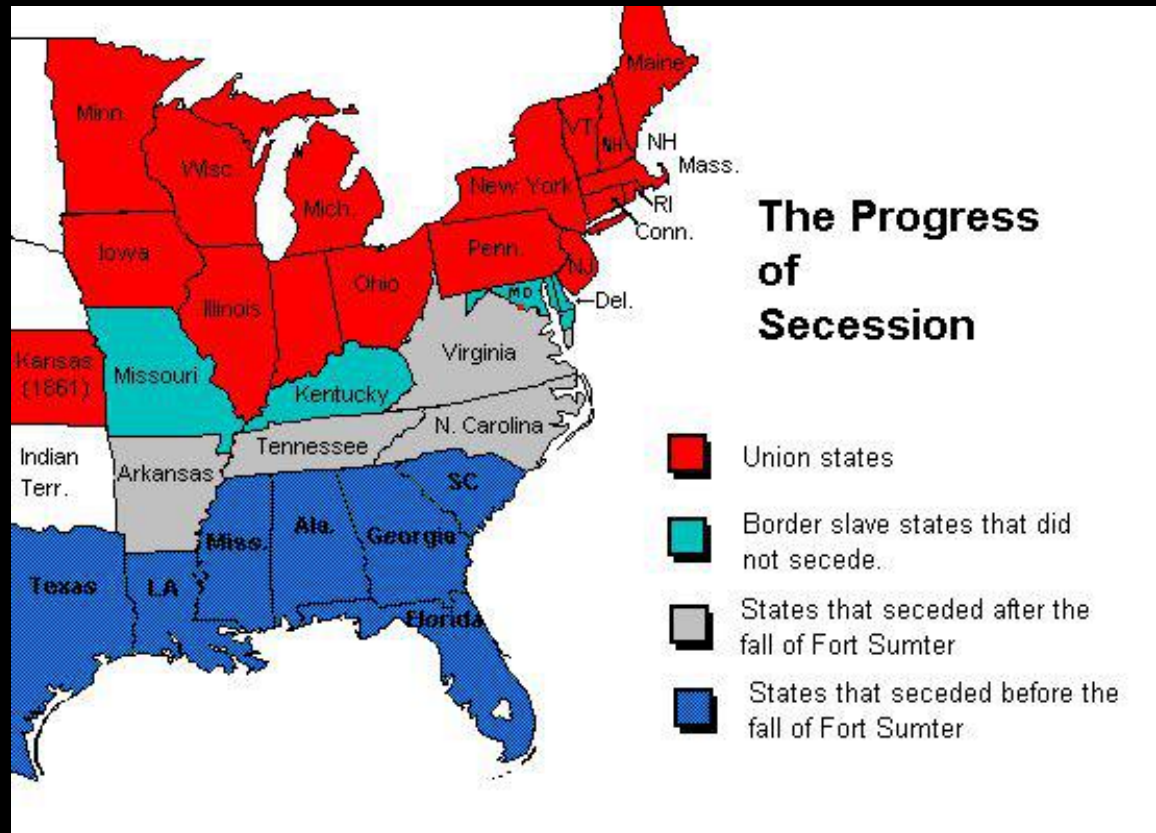 Maine
Minn.
VT
NH
NH
Wisc.
Mass.
Mich.
New York
RI
Conn.
The Progress
of
Secession
Iowa
Penn.
NJ
Ohio
Illinois
MD
Del.
Kansas
(1861)
Missouri
Virginia
Kentucky
N. Carolina
Tennessee
Indian
Terr.
Arkansas
Union states
SC
Ala.
Miss.
Georgia
Border slave states that did
not secede.
Texas
LA
Florida
States that seceded after the
fall of Fort Sumter
States that seceded before the
fall of Fort Sumter